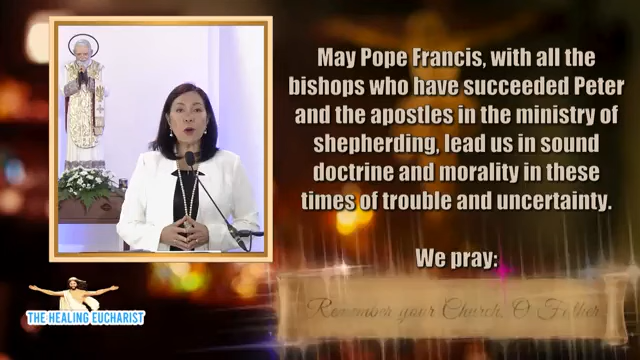 May Pope Francis, with all the
bishops who have succeeded Peter
and the apostles in the ministry of
shepherding, lead us in sound
doctrine and morality in these
times of trouble and uncertainty.
We pray:
Remember your Church, O Father
THE HEALING EUCHARIST